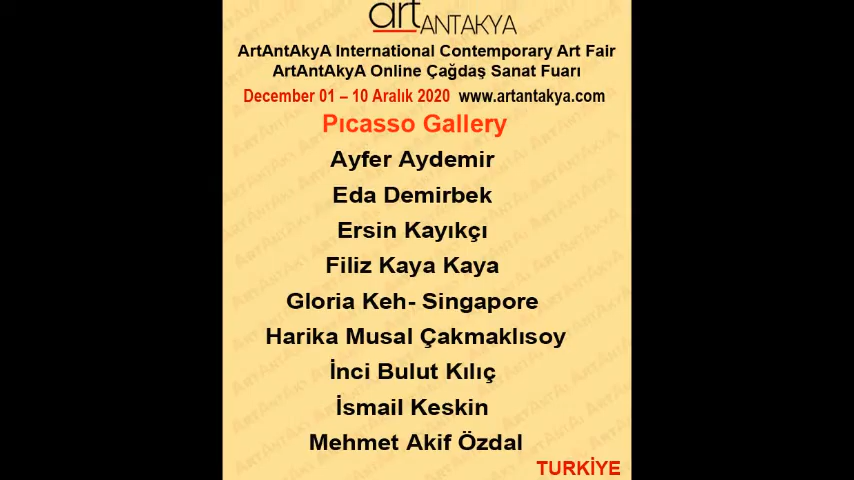 art ANTAKYA
ArtAntAkyA International Contemporary Art Fair
ArtAntAkyA Online Çağdaş Sanat Fuarı
December 01 – 10 Aralık 2020 www.artantakya.com
Pıcasso Gallery
Ayfer Aydemir
Eda Demirbek
Ersin Kayıkçı
Filiz Kaya Kaya
Gloria Keh- Singapore
Harika Musal Çakmaklısoy
İnci Bulut Kılıç
İsmail Keskin
Mehmet Akif Özdal
TURKİYE